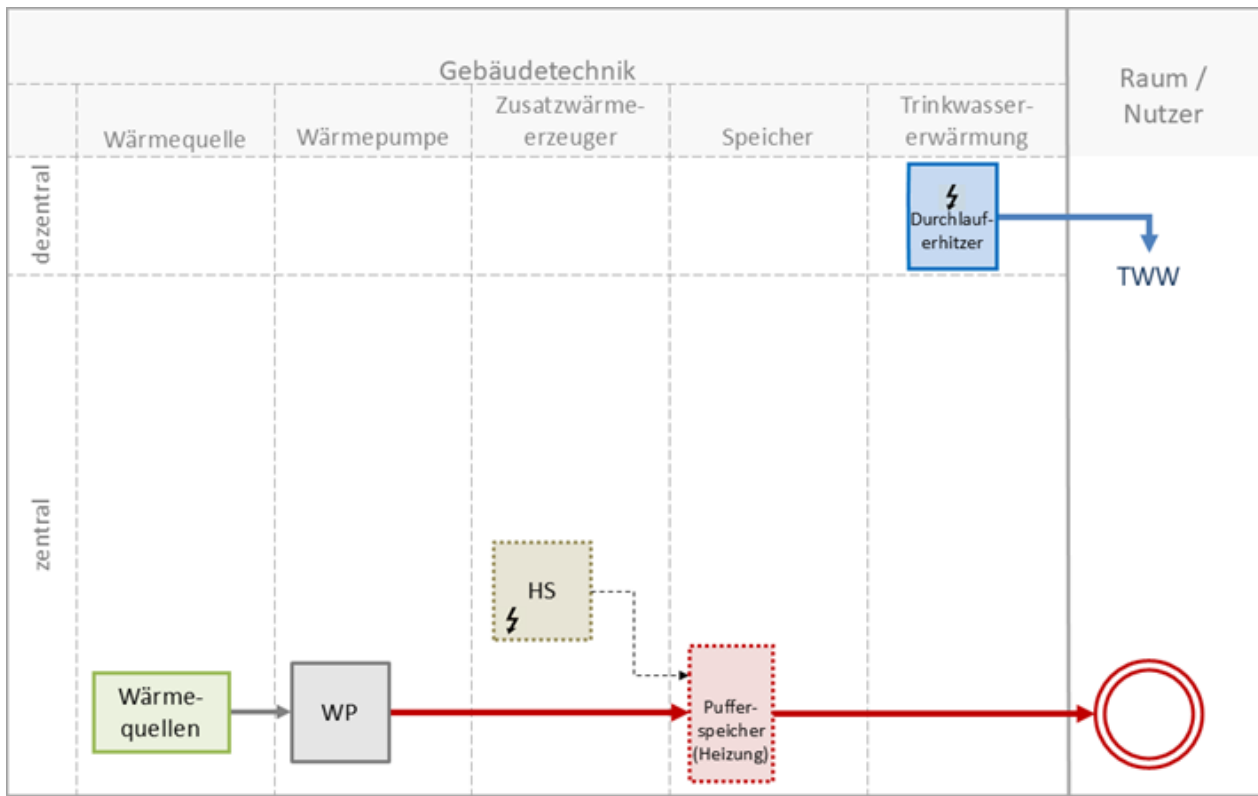 Gebäudetechnik
Raum /
Nutzer
Wärmequelle
Wärmepumpe
Zusatzwärme-
erzeuger
Speicher
Trinkwasser-
erwärmung
dezentral
Durchlauf-
erhitzer
TWW
zentral
HS
Wärme-
quellen
WP
Puffer-
speicher
(Heizung)